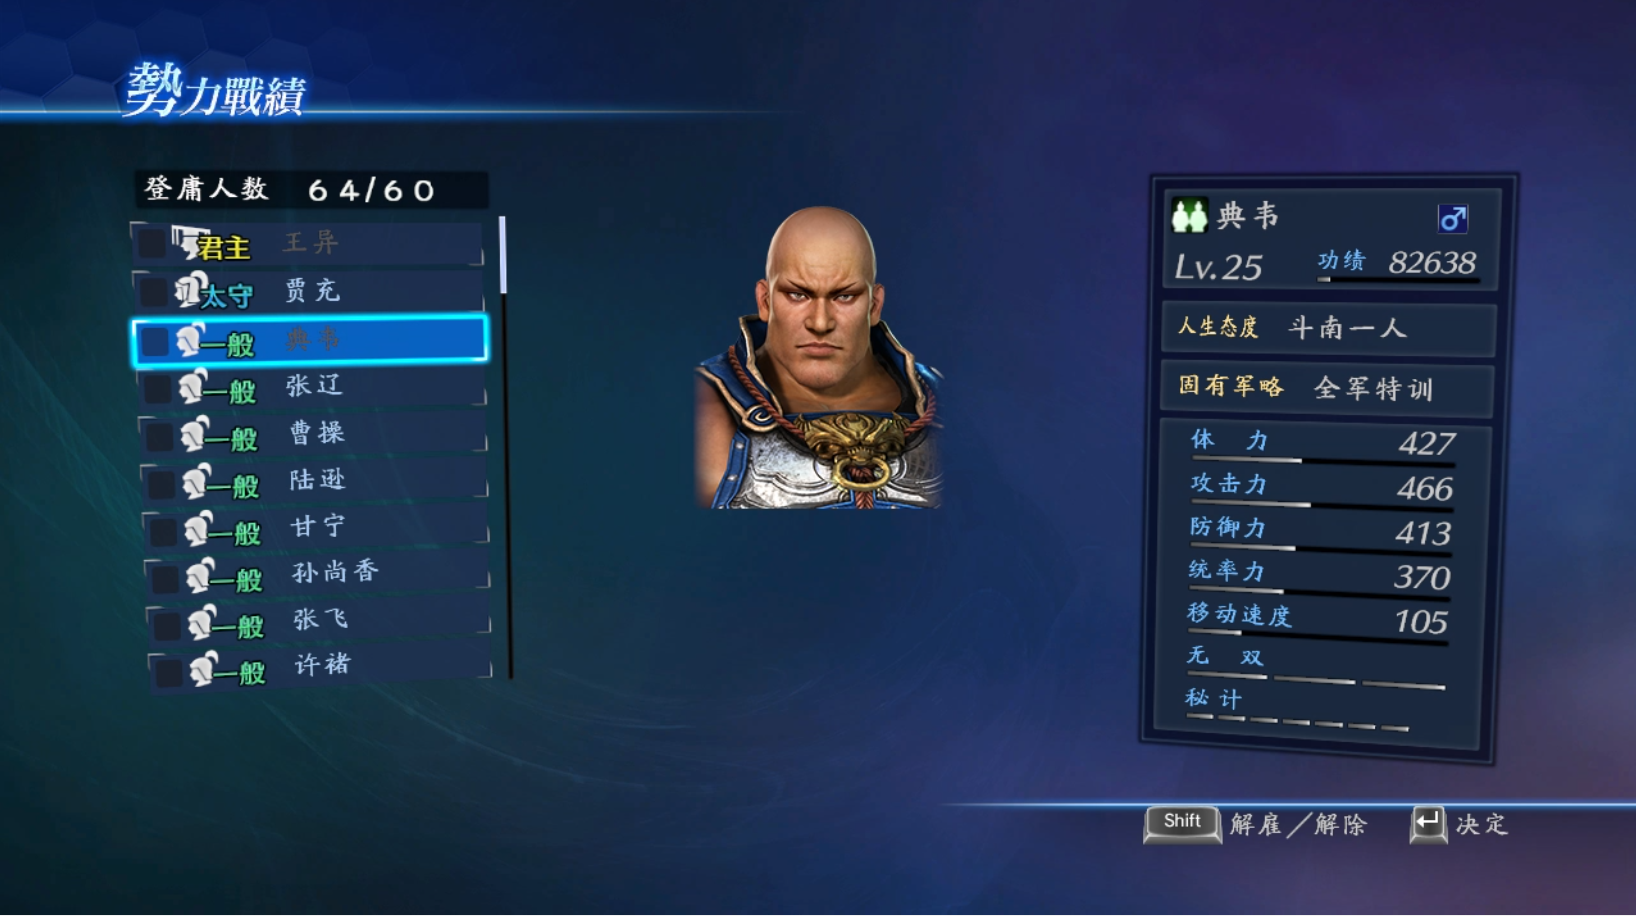 勢力戰績
登庸人数 64/60
君主 王异
太守 贾充
一般 典韦
一般 张辽
一般 曹操
一般 陆逊
一般 甘宁
一般 孙尚香
一般 张飞
一般 许褚
典韦 ♂
Lv.25 功绩 82638
人生态度 斗南一人
固有军略 全军特训
体 力 427
攻击力 466
防御力 413
统率力 370
移动速度 105
无 双
秘计
Shift 解雇／解除 决定